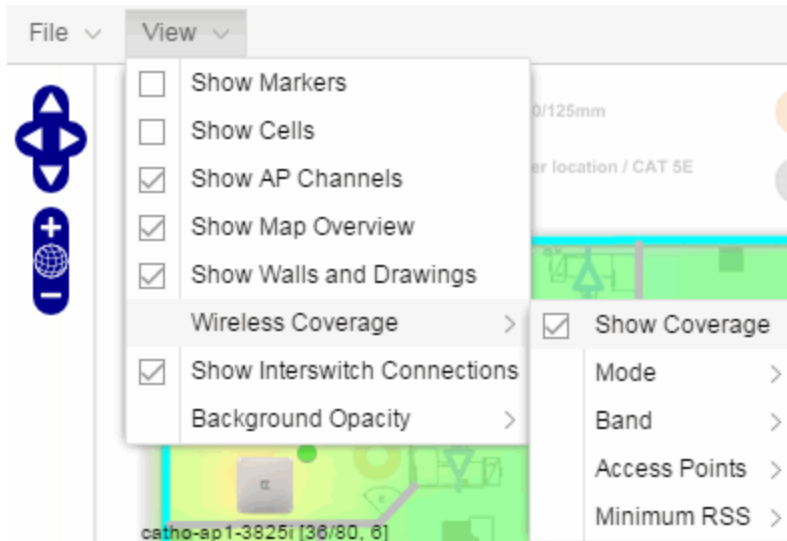 File
View
Show Markers
Show Cells
Show AP Channels
Show Map Overview
Show Walls and Drawings
Wireless Coverage
Show Interswitch Connections
Background Opacity
0/125mm
er location / CAT 5E
Show Coverage
Mode
Band
Access Points
Minimum RSS
catho-ap1-3825i [36/80, 6]